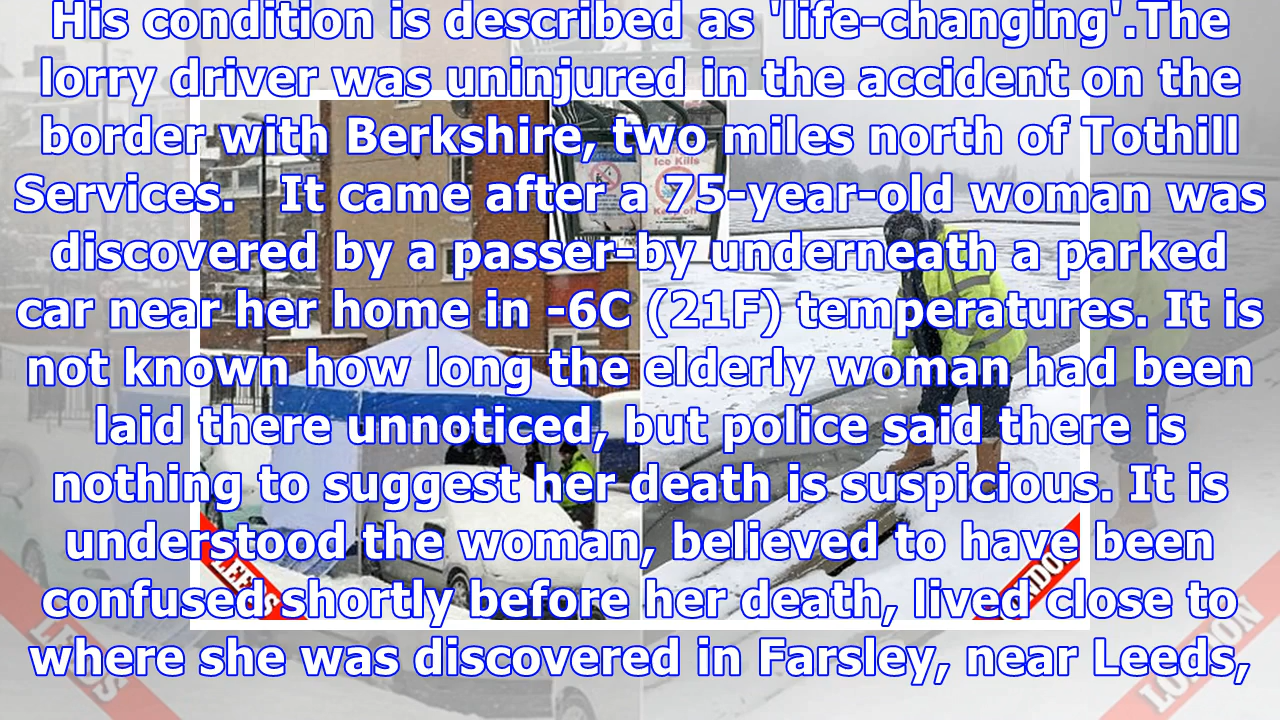 His condition is described as 'life-changing'.The
lorry driver was uninjured in the accident on the
border with Berkshire, two miles north of Tothill
Services.   It came after a 75-year-old woman was
discovered by a passer-by underneath a parked
car near her home in -6C (21F) temperatures. It is
not known how long the elderly woman had been
laid there unnoticed, but police said there is
nothing to suggest her death is suspicious. It is
understood the woman, believed to have been
confused shortly before her death, lived close to
where she was discovered in Farsley, near Leeds,
Ice Kills
LEEDS
LEEDS
LONDON